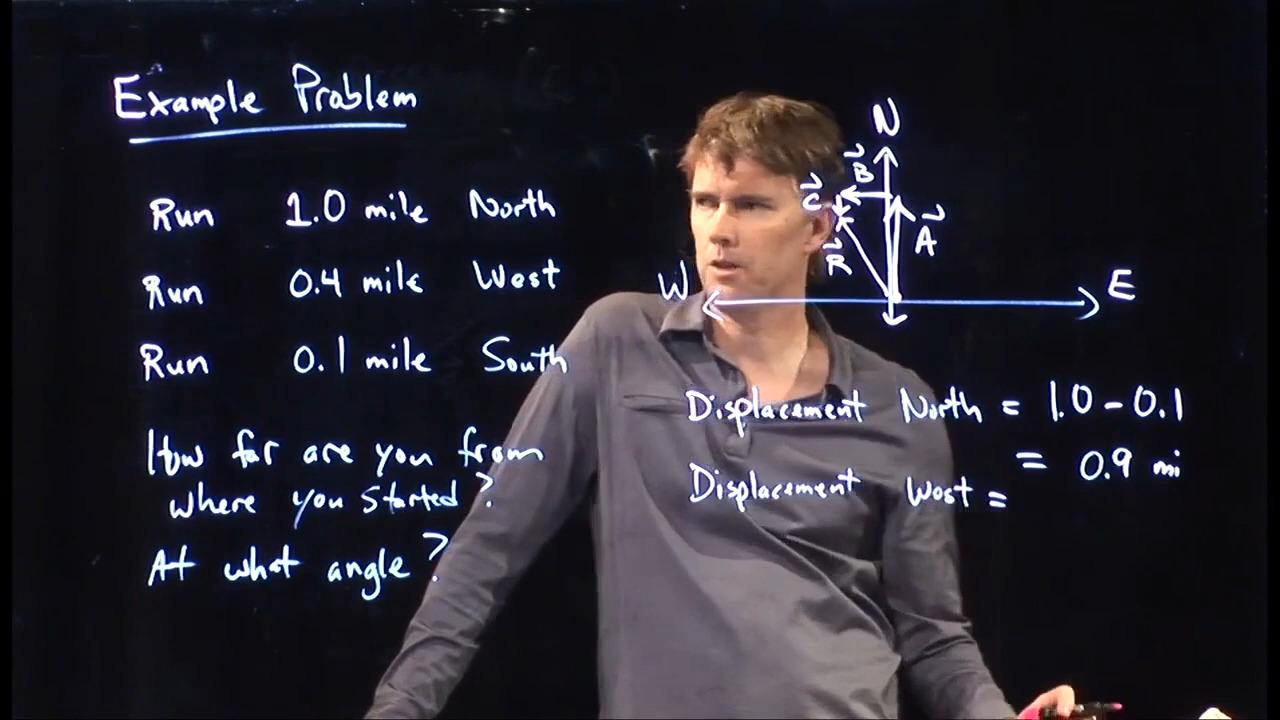 Example Problem
Run 1.0 mile North
Run 0.4 mile West
Run 0.1 mile South
How far are you from
where you started?
At what angle?
N
B
C
A
R
W
E
Displacement North = 1.0 - 0.1
= 0.9 mi
Displacement West =